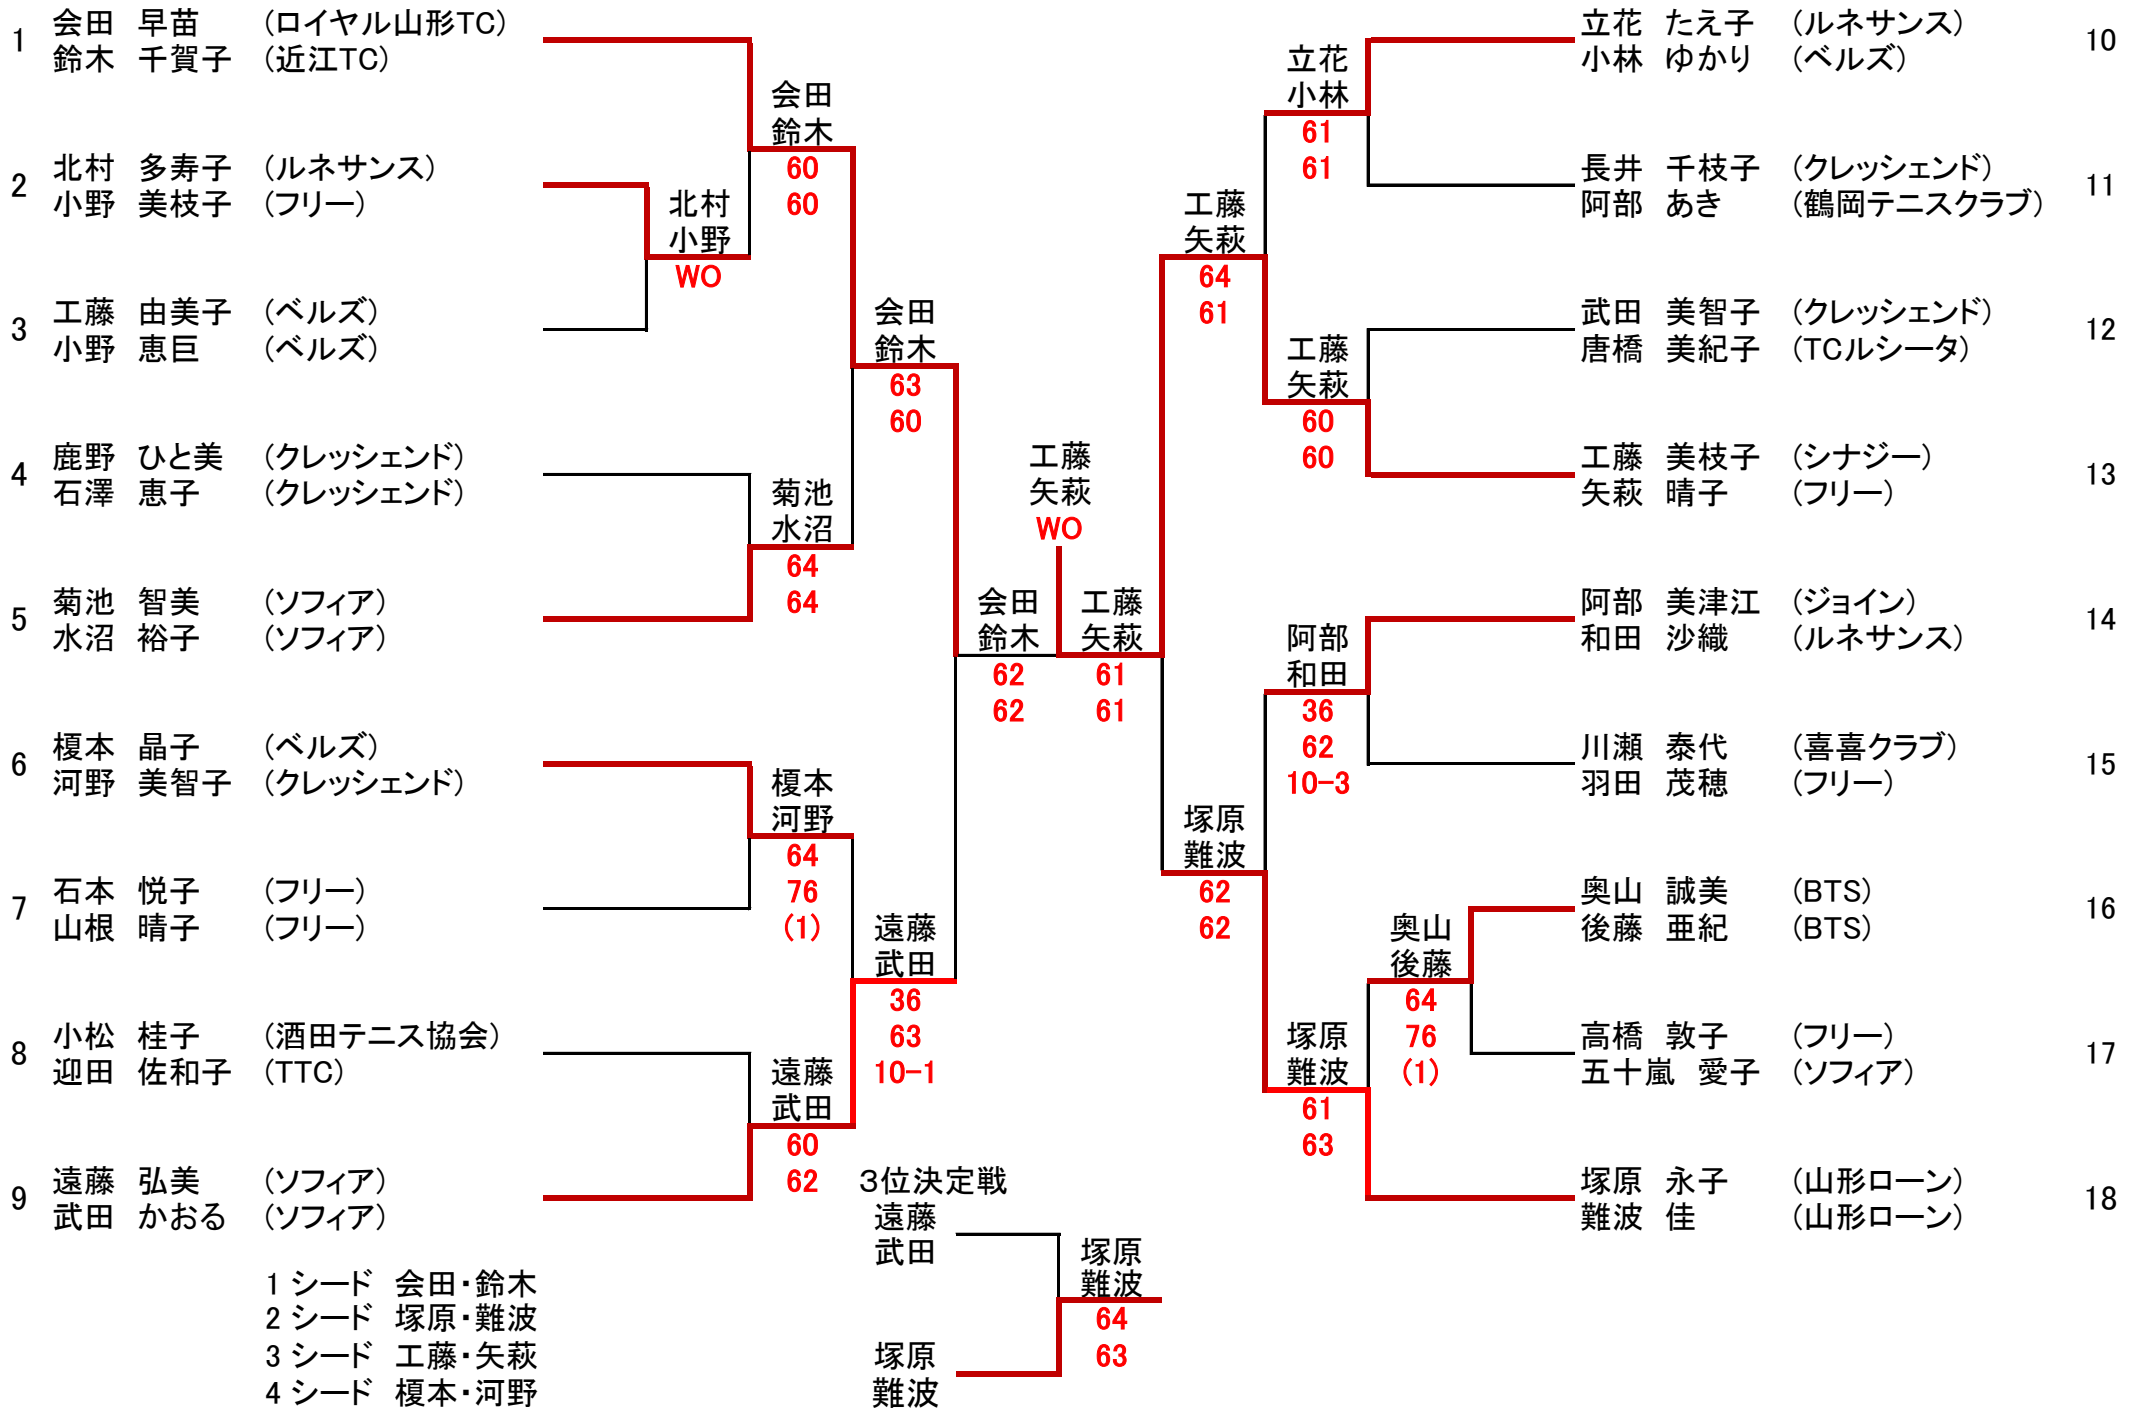 1 会田 早苗 (ロイヤル山形TC)
鈴木 千賀子 (近江TC)
2 北村 多寿子 (ルネサンス)
小野 美枝子 (フリー)
3 工藤 由美子 (ベルズ)
小野 恵巨 (ベルズ)
4 鹿野 ひと美 (クレッシェンド)
石澤 恵子 (クレッシェンド)
5 菊池 智美 (ソフィア)
水沼 裕子 (ソフィア)
6 榎本 晶子 (ベルズ)
河野 美智子 (クレッシェンド)
7 石本 悦子 (フリー)
山根 晴子 (フリー)
8 小松 桂子 (酒田テニス協会)
迎田 佐和子 (TTC)
9 遠藤 弘美 (ソフィア)
武田 かおる (ソフィア)
北村
小野
WO
会田
鈴木
60
60
菊池
水沼
64
64
榎本
河野
64
76
(1)
遠藤
武田
60
62
会田
鈴木
63
60
遠藤
武田
36
63
10-1
会田
鈴木
62
62
工藤
矢萩
WO
工藤
矢萩
61
61
工藤
矢萩
64
61
塚原
難波
62
62
立花
小林
61
61
工藤
矢萩
60
60
阿部
和田
36
62
10-3
塚原
難波
61
63
奥山
後藤
64
76
(1)
立花 たえ子 (ルネサンス) 10
小林 ゆかり (ベルズ)
長井 千枝子 (クレッシェンド) 11
阿部 あき (鶴岡テニスクラブ)
武田 美智子 (クレッシェンド) 12
唐橋 美紀子 (TCルシータ)
工藤 美枝子 (シナジー) 13
矢萩 晴子 (フリー)
阿部 美津江 (ジョイン) 14
和田 沙織 (ルネサンス)
川瀬 泰代 (喜喜クラブ) 15
羽田 茂穂 (フリー)
奥山 誠美 (BTS) 16
後藤 亜紀 (BTS)
高橋 敦子 (フリー) 17
五十嵐 愛子 (ソフィア)
塚原 永子 (山形ローン) 18
難波 佳 (山形ローン)
3位決定戦
遠藤
武田
塚原
難波
塚原
難波
64
63
1 シード 会田・鈴木
2 シード 塚原・難波
3 シード 工藤・矢萩
4 シード 榎本・河野